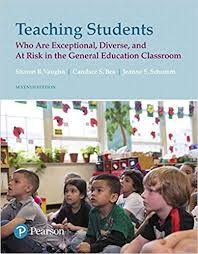 Teaching Students
Who Are Exceptional, Diverse, and
At Risk in the General Education Classroom
Sharon R. Vaughn | Candace S. Bos | Jeanne S. Schumm
SEVENTH EDITION
Pearson